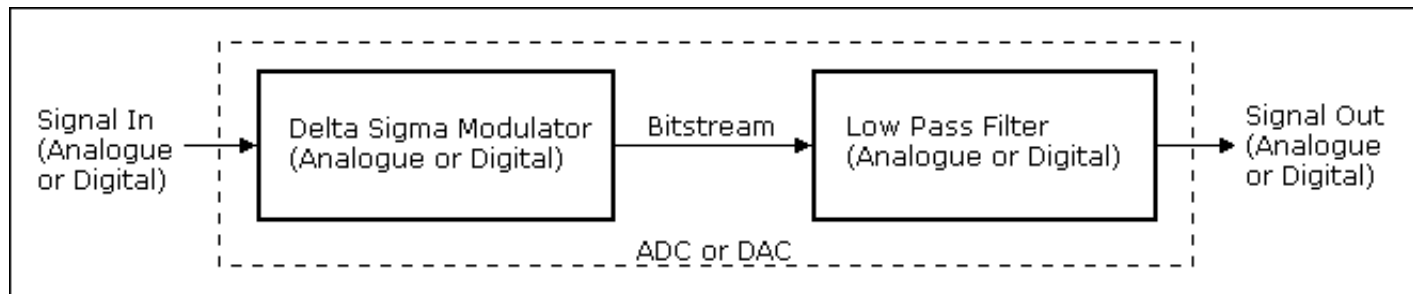 Signal In
(Analogue
or Digital)
Delta Sigma Modulator
(Analogue or Digital)
Bitstream
Low Pass Filter
(Analogue or Digital)
Signal Out
(Analogue
or Digital)
ADC or DAC